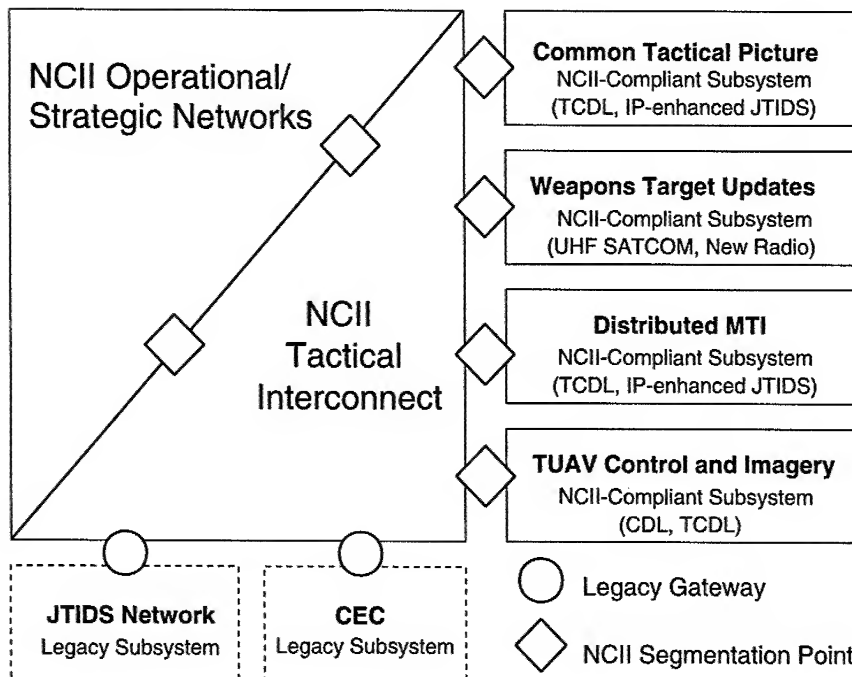 NCII Operational/
Strategic Networks
NCII
Tactical
Interconnect
Common Tactical Picture
NCII-Compliant Subsystem
(TCDL, IP-enhanced JTIDS)
Weapons Target Updates
NCII-Compliant Subsystem
(UHF SATCOM, New Radio)
Distributed MTI
NCII-Compliant Subsystem
(TCDL, IP-enhanced JTIDS)
TUAV Control and Imagery
NCII-Compliant Subsystem
(CDL, TCDL)
JTIDS Network
Legacy Subsystem
CEC
Legacy Subsystem
Legacy Gateway
NCII Segmentation Point